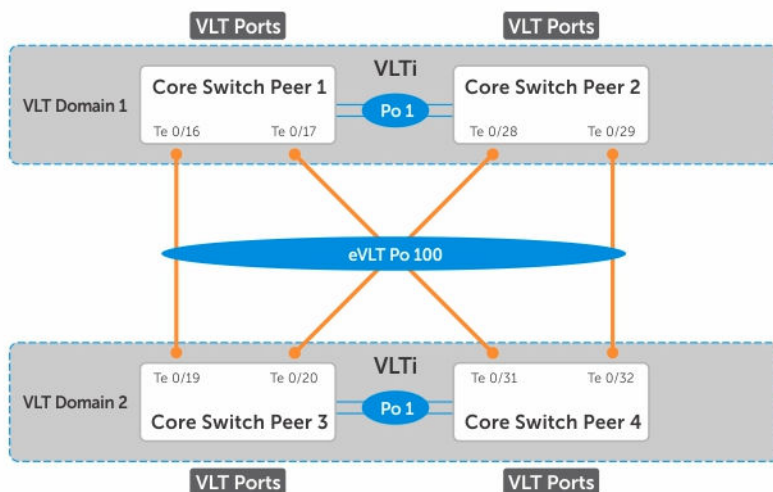 VLT Ports
VLT Ports
VLTi
VLT Domain 1
Core Switch Peer 1
Po 1
Core Switch Peer 2
Te 0/16
Te 0/17
Te 0/28
Te 0/29
eVLT Po 100
VLTi
VLT Domain 2
Te 0/19
Te 0/20
Te 0/31
Te 0/32
Core Switch Peer 3
Po 1
Core Switch Peer 4
VLT Ports
VLT Ports